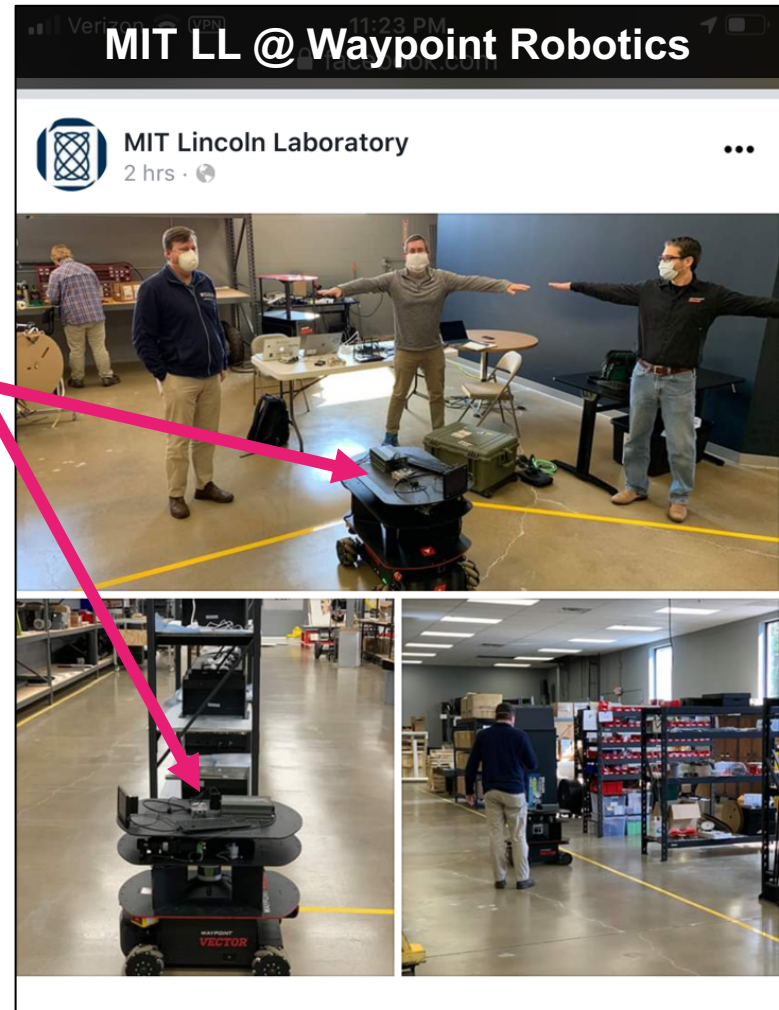 Verizon VPN 11:23 PM
MIT LL @ Waypoint Robotics
facebook.com
MIT Lincoln Laboratory
2 hrs ·
WAYPOINT
VECTOR